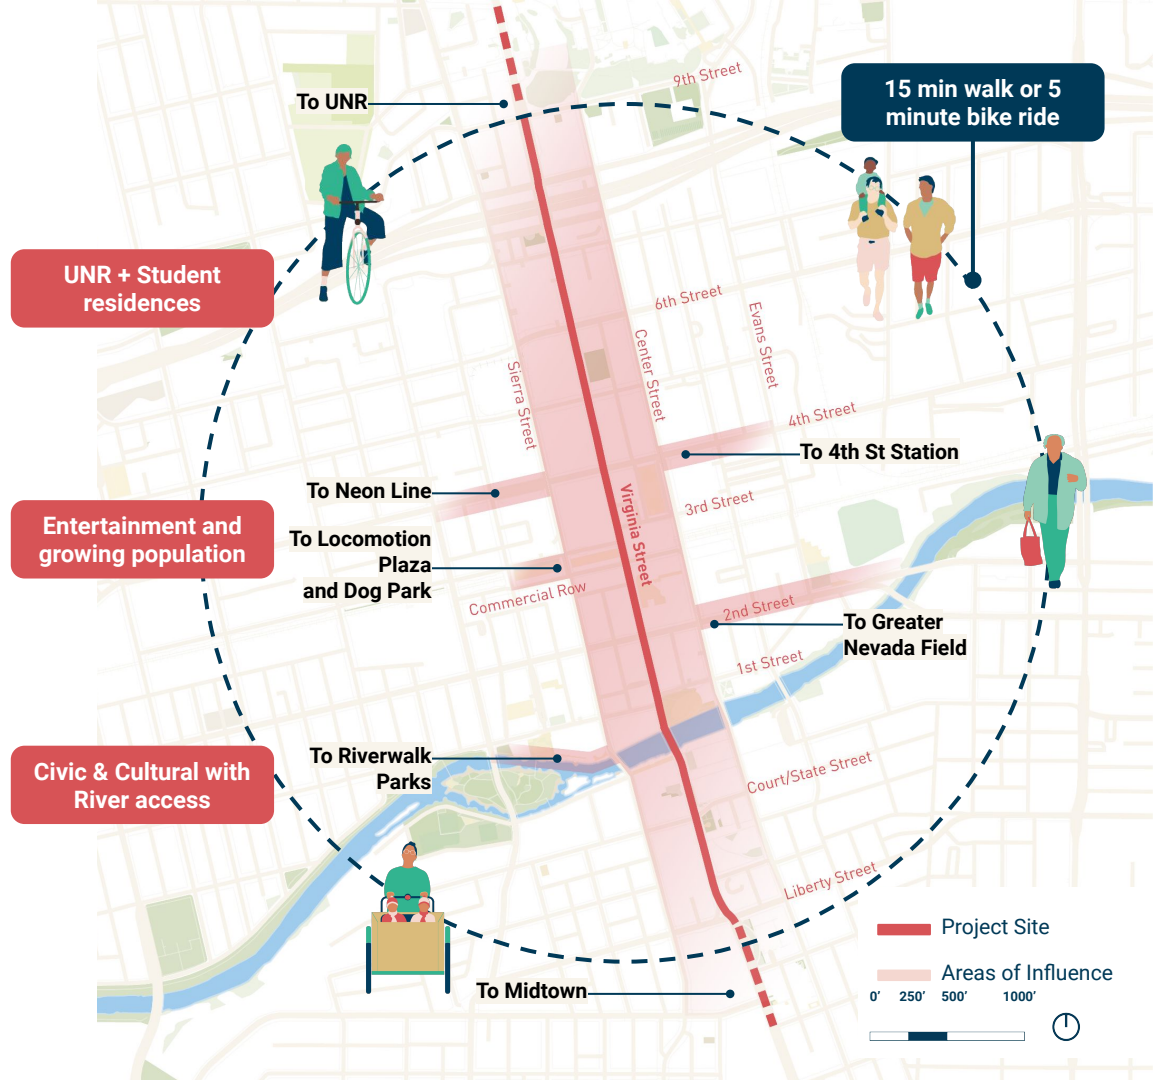 9th Street
15 min walk or 5
minute bike ride
To UNR
UNR + Student
residences
6th Street
Evans Street
Center Street
Sierra Street
4th Street
To 4th St Station
To Neon Line
3rd Street
Virginia Street
Entertainment and
growing population
To Locomotion
Plaza
and Dog Park
Commercial Row
2nd Street
To Greater
Nevada Field
1st Street
Civic & Cultural with
River access
To Riverwalk
Parks
Court/State Street
Liberty Street
To Midtown
Project Site
Areas of Influence
0' 250' 500' 1000'